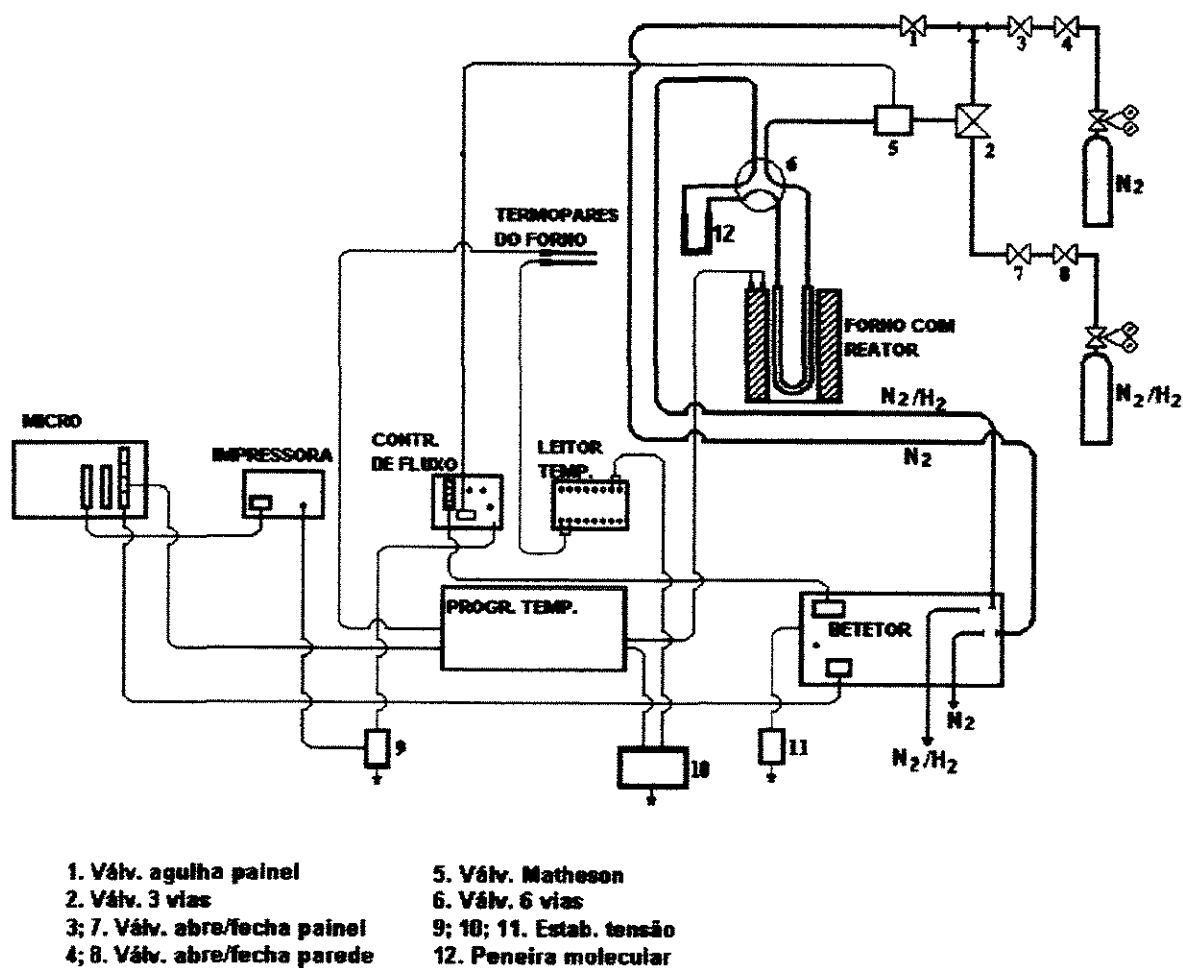 1
3
4
5
2
N2
6
12
TERMOPARES
DO FORNO
7
8
FORNO COM
REATOR
N2/H2
N2/H2
N2
MICRO
IMPRESSORA
CONTR.
DE FLUXO
LEITOR
TEMP.
PROGR. TEMP.
BETETOR
N2
N2/H2
9
10
11
1. Válv. agulha painel
2. Válv. 3 vias
3; 7. Válv. abre/fecha painel
4; 8. Válv. abre/fecha parede
5. Válv. Matheson
6. Válv. 6 vias
9; 10; 11. Estab. tensão
12. Peneira molecular